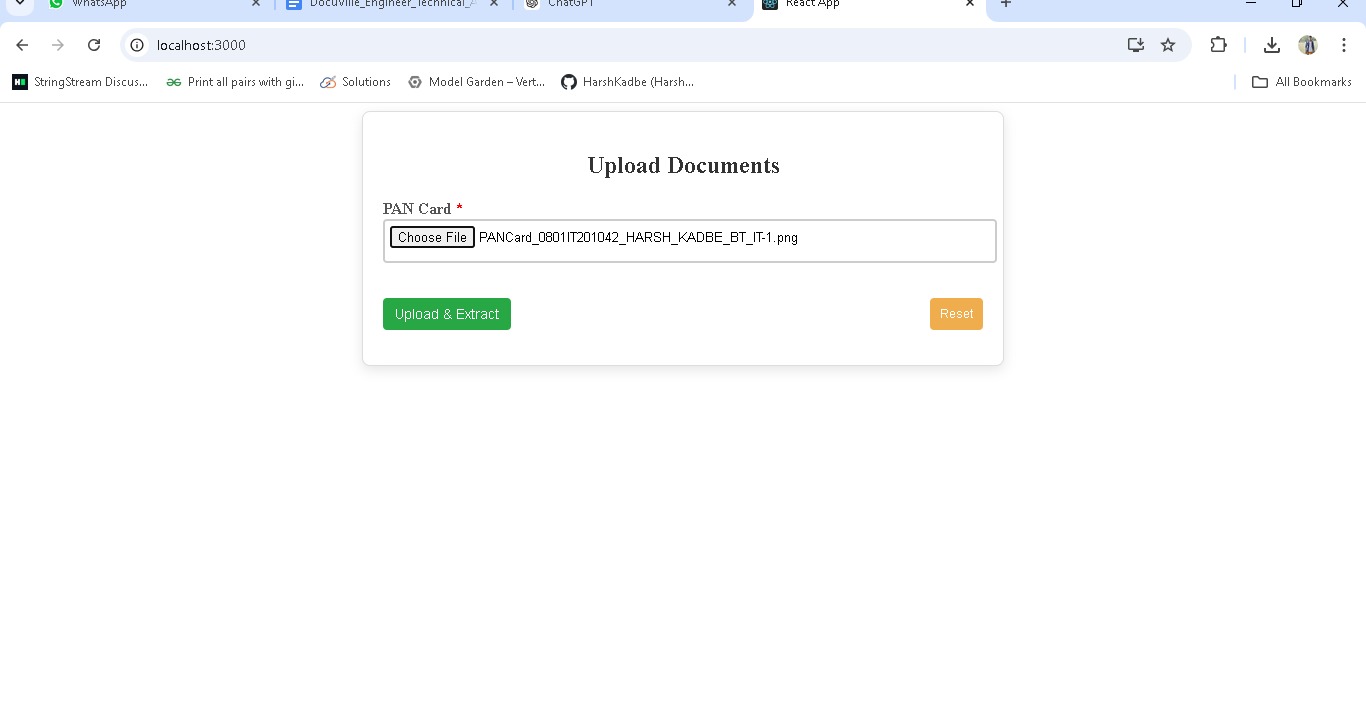 WhatsApp
DocuVille_Engineer_Technical_A
ChatGPT
React App
localhost:3000
StringStream Discus...
Print all pairs with gi...
Solutions
Model Garden – Vert...
HarshKadbe (Harsh...
All Bookmarks
Upload Documents
PAN Card *
Choose File PANCard_0801IT201042_HARSH_KADBE_BT_IT-1.png
Upload & Extract
Reset